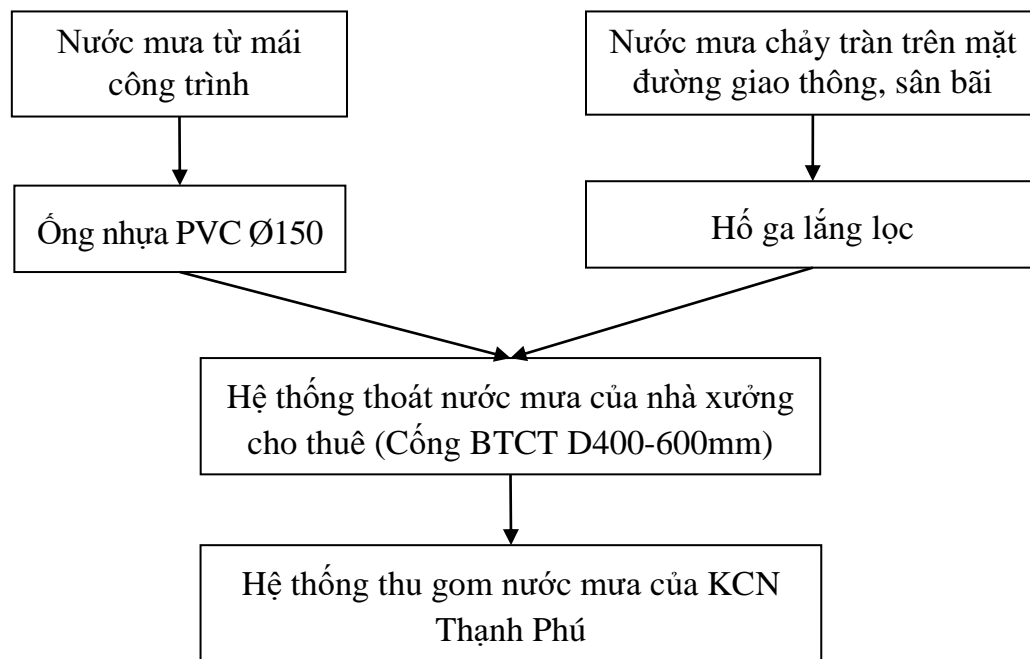 Nước mưa từ mái
công trình
Nước mưa chảy tràn trên mặt
đường giao thông, sân bãi
Ống nhựa PVC Ø150
Hố ga lắng lọc
Hệ thống thoát nước mưa của nhà xưởng
cho thuê (Cống BTCT D400-600mm)
Hệ thống thu gom nước mưa của KCN
Thạnh Phú